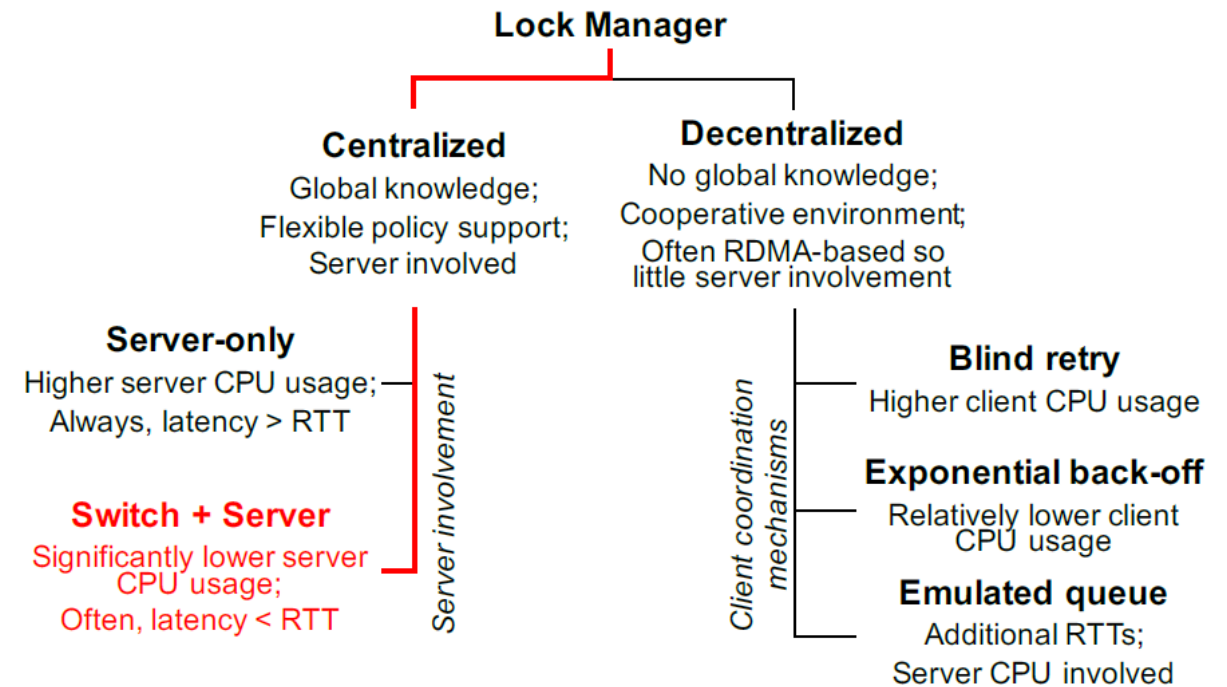 Lock Manager
Centralized
Global knowledge;
Flexible policy support;
Server involved
Decentralized
No global knowledge;
Cooperative environment;
Often RDMA-based so
little server involvement
Server-only
Higher server CPU usage;
Always, latency > RTT
Switch + Server
Significantly lower server
CPU usage;
Often, latency < RTT
Server involvement
Client coordination
mechanisms
Blind retry
Higher client CPU usage
Exponential back-off
Relatively lower client
CPU usage
Emulated queue
Additional RTTs;
Server CPU involved